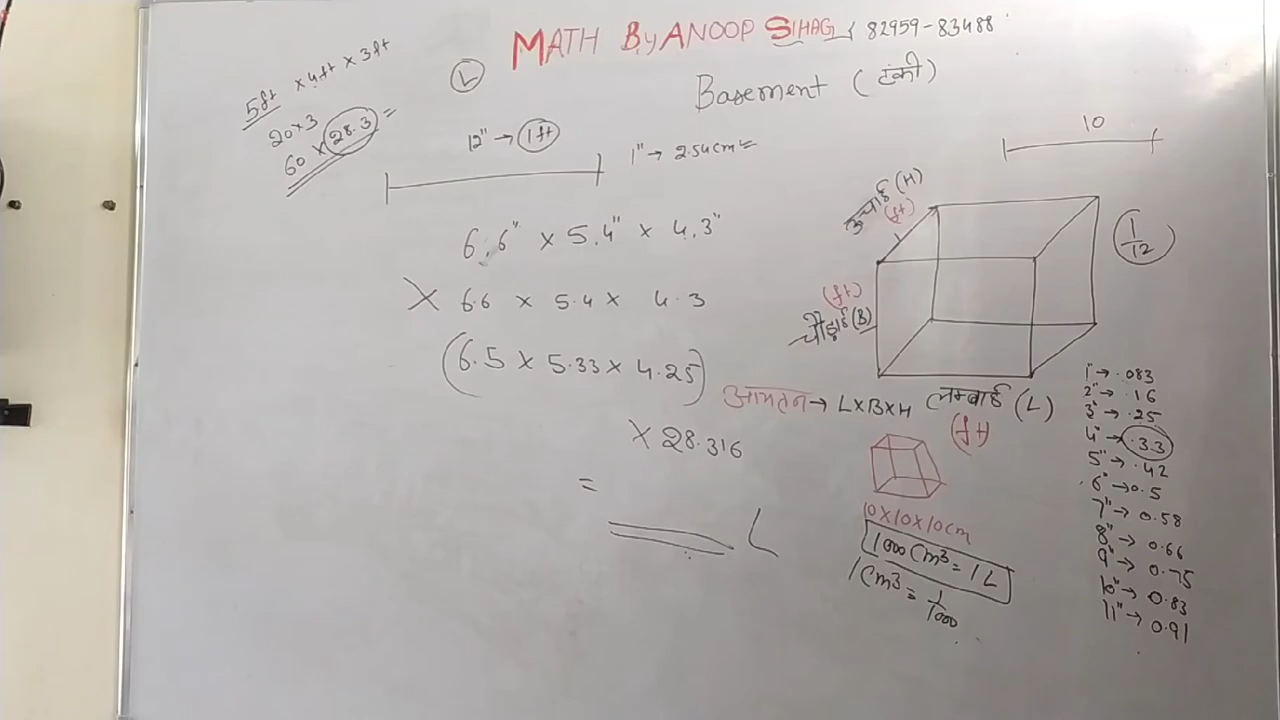 MATH By ANOOP SIHAG, 82959-83488
Basement (टंकी)
L
5ft x 4ft x 3ft
20x3
60 x 28.3 =
12" → 1ft
1" → 2.54cm =
6.6" x 5.4" x 4.3"
X 6.6 x 5.4 x 4.3
(6.5 x 5.33 x 4.25)
X 28.316
= L
10
ऊंचाई (H)
(ft)
1/12
(ft)
चौड़ाई (B)
आयतन → LXBXH
लम्बाई (L)
(ft)
10X10X10cm
1000 Cm³ = 1 L
1Cm³ = 1/1000
1" → .083
2" → .16
3" → .25
4" → .33
5" → .42
6" → 0.5
7" → 0.58
8" → 0.66
9" → 0.75
10" → 0.83
11" → 0.91